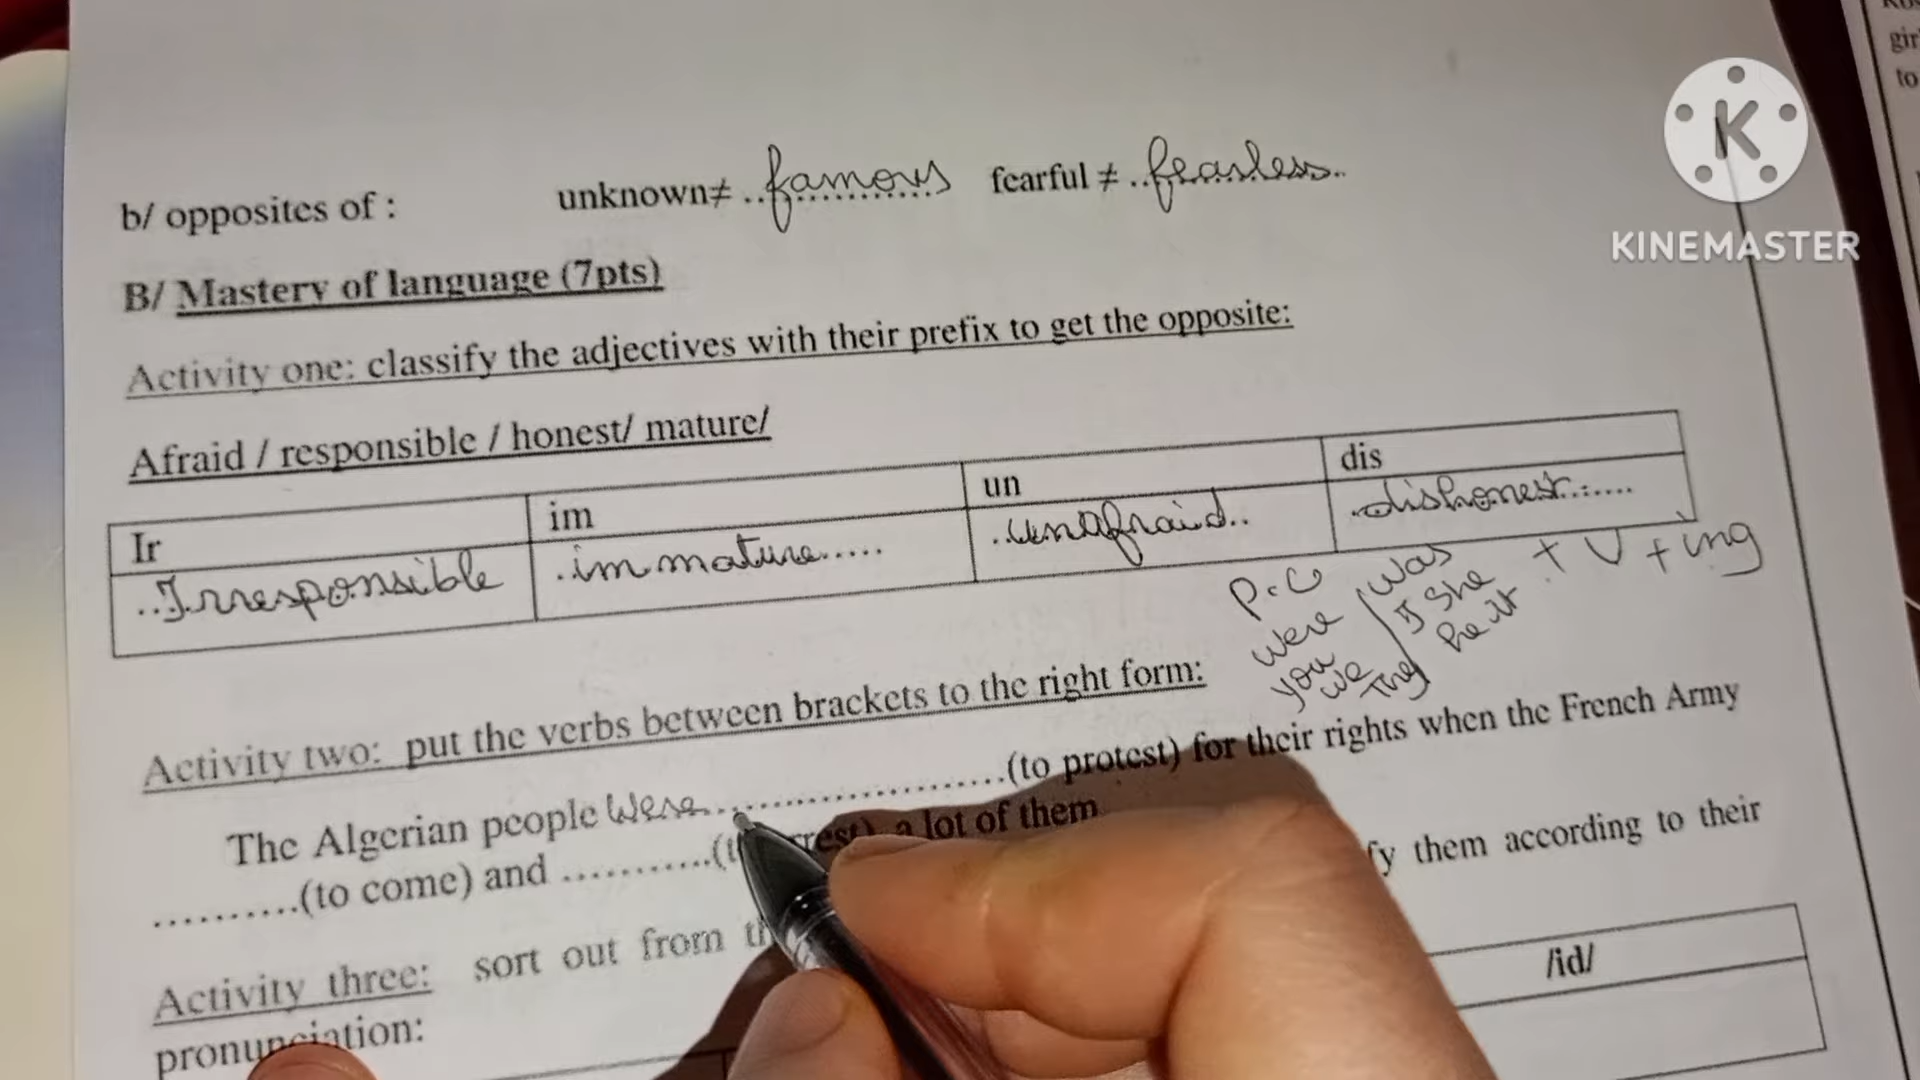 b/ opposites of : unknown≠ ..famous.. fearful ≠ ..fearless..
B/ Mastery of language (7pts)
Activity one: classify the adjectives with their prefix to get the opposite:
Afraid / responsible / honest/ mature/
Ir im un dis
..Irresponsible .immature..... ..unafraid.. .dishonest.......
P.C
were / was + V + ing
you I she
we he it
They
Activity two: put the verbs between brackets to the right form:
The Algerian people were..........................(to protest) for their rights when the French Army
..........(to come) and ...........(t rrest) a lot of them
Activity three: sort out from th fy them according to their
pronunciation:
/id/
K
KINEMASTER
gir
to